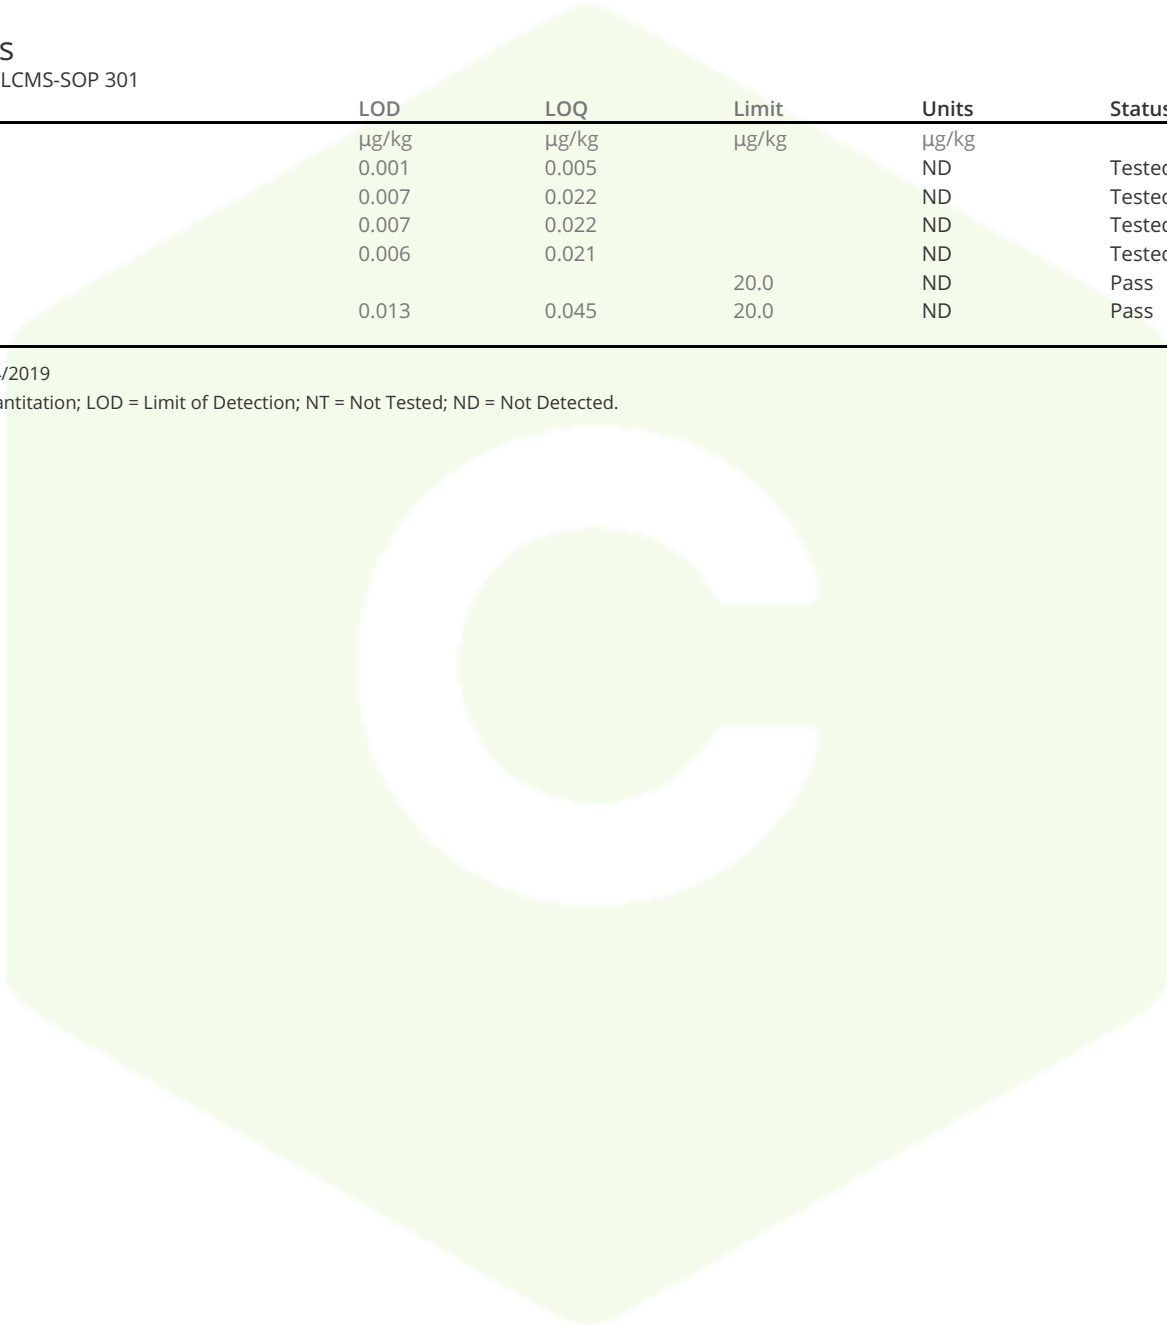 s
LCMS-SOP 301
LOD LOQ Limit Units Status
µg/kg µg/kg µg/kg µg/kg
0.001 0.005 ND Tested
0.007 0.022 ND Tested
0.007 0.022 ND Tested
0.006 0.021 ND Tested
20.0 ND Pass
0.013 0.045 20.0 ND Pass
/2019
antitation; LOD = Limit of Detection; NT = Not Tested; ND = Not Detected.
C